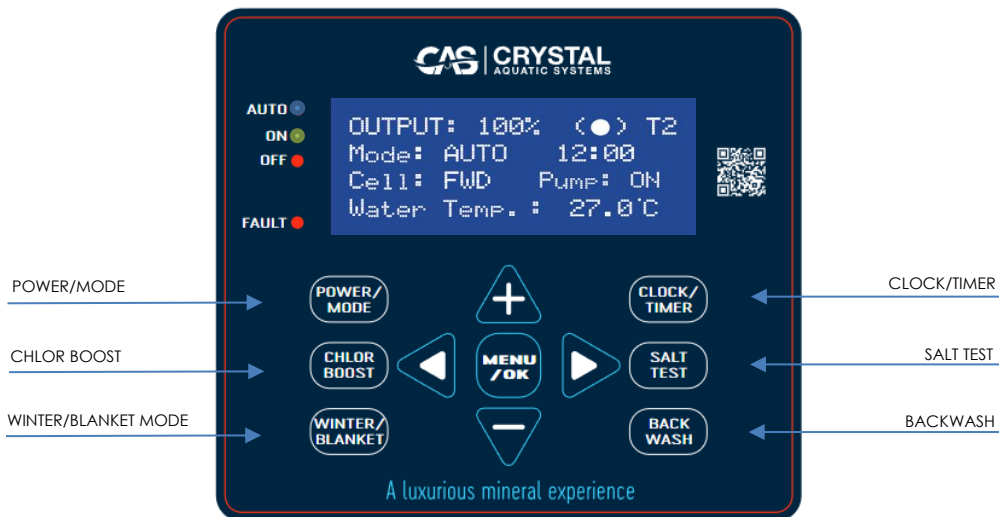 CAS | CRYSTAL
AQUATIC SYSTEMS
AUTO
ON
OFF
FAULT
OUTPUT: 100% (●) T2
Mode: AUTO 12:00
Cell: FWD Pump: ON
Water Temp. : 27.0°C
POWER/MODE
CHLOR BOOST
WINTER/BLANKET MODE
POWER/
MODE
CHLOR
BOOST
WINTER/
BLANKET
+
MENU
/OK
−
CLOCK/
TIMER
SALT
TEST
BACK
WASH
CLOCK/TIMER
SALT TEST
BACKWASH
A luxurious mineral experience